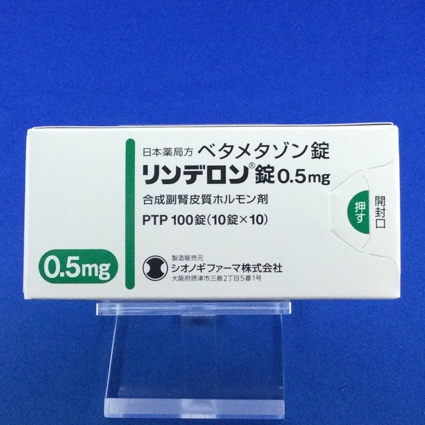 日本薬局方 ベタメタゾン錠
リンデロン®錠0.5mg
合成副腎皮質ホルモン剤
PTP 100錠(10錠×10)
0.5mg
製造販売元
シオノギファーマ株式会社
大阪府摂津市三島2丁目5番1号
開封口
押す